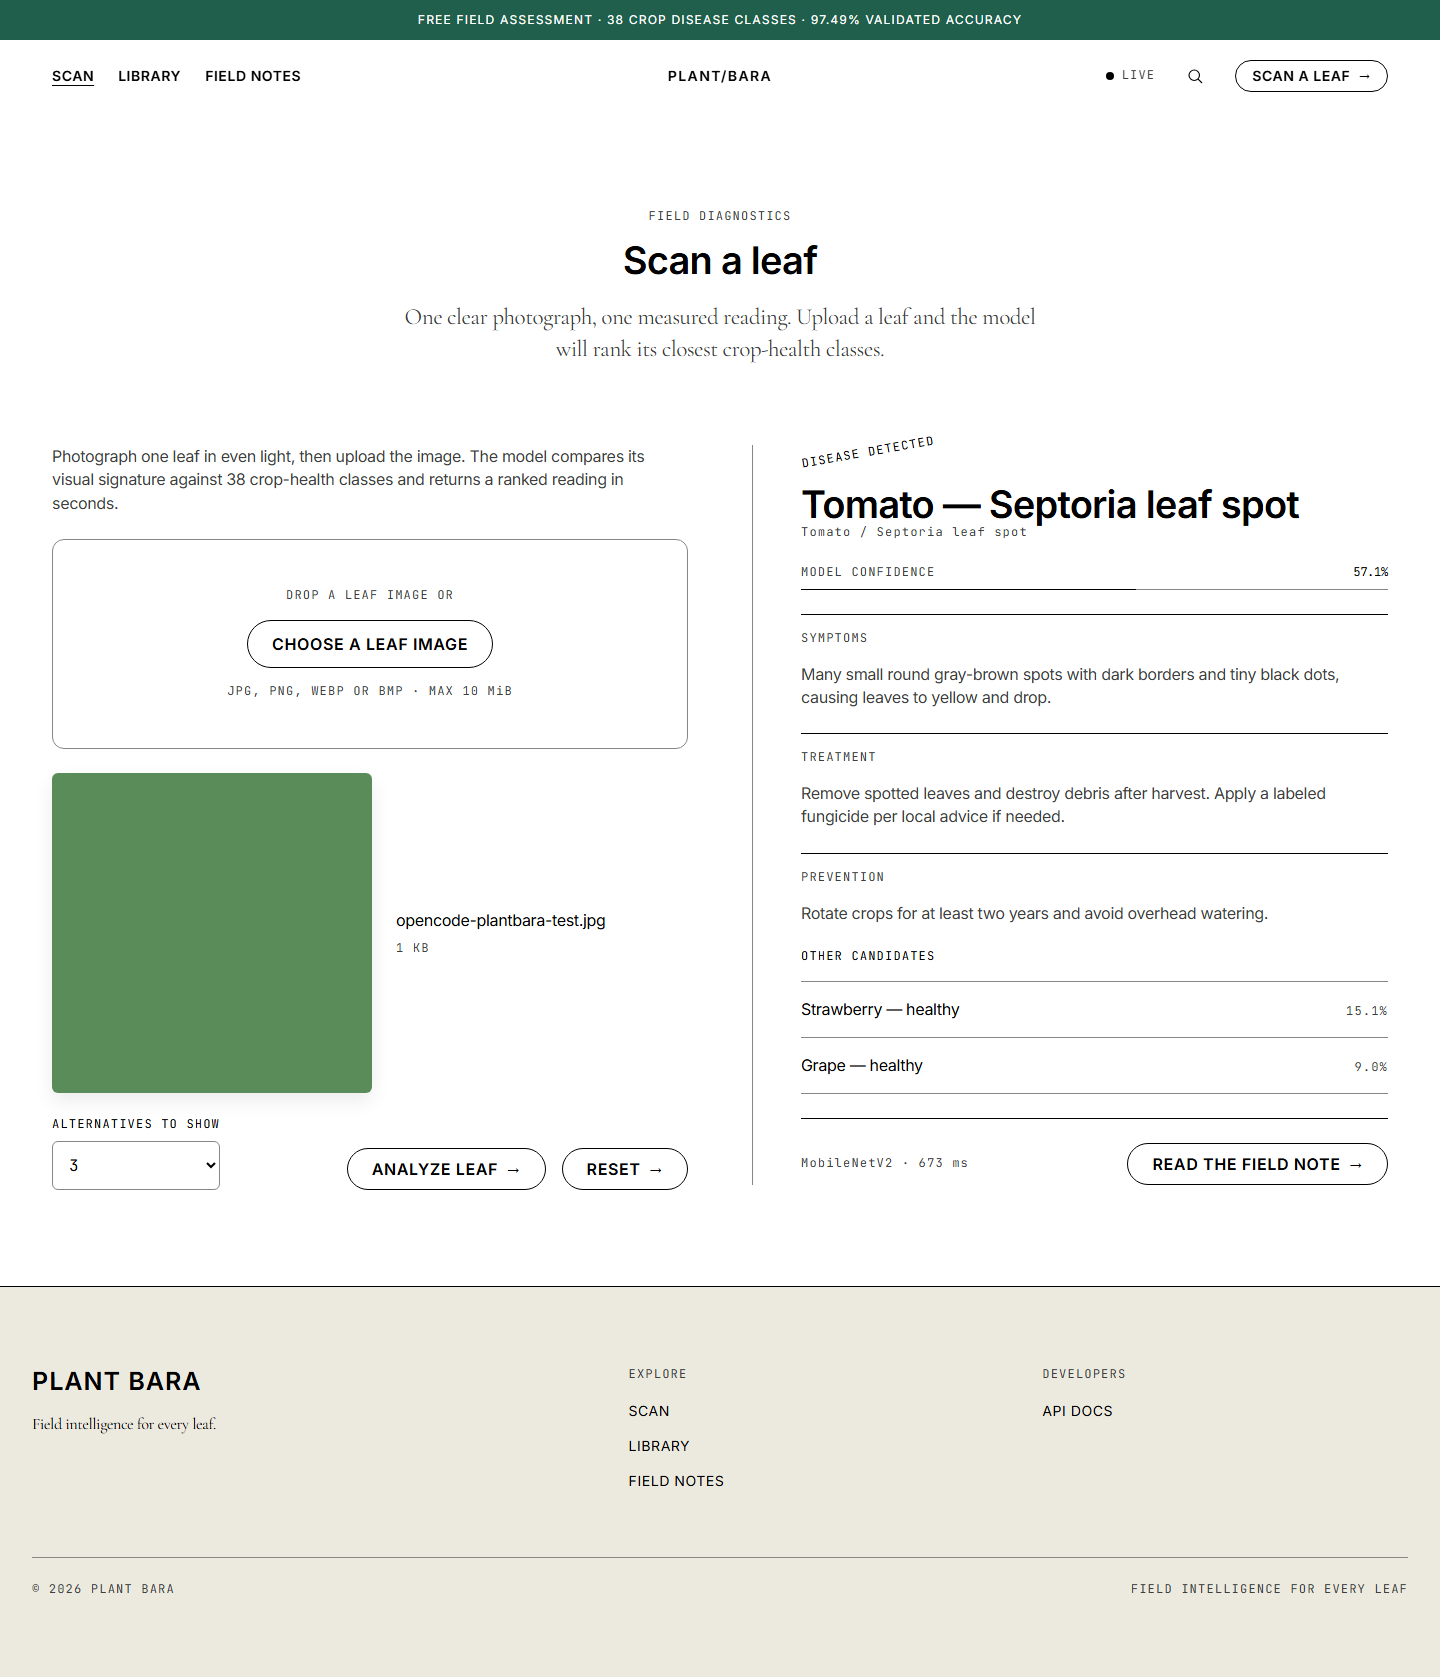 FREE FIELD ASSESSMENT · 38 CROP DISEASE CLASSES · 97.49% VALIDATED ACCURACY
SCAN LIBRARY FIELD NOTES PLANT/BARA LIVE SCAN A LEAF →
FIELD DIAGNOSTICS
Scan a leaf
One clear photograph, one measured reading. Upload a leaf and the model
will rank its closest crop-health classes.
Photograph one leaf in even light, then upload the image. The model compares its
visual signature against 38 crop-health classes and returns a ranked reading in
seconds.
DROP A LEAF IMAGE OR
CHOOSE A LEAF IMAGE
JPG, PNG, WEBP OR BMP · MAX 10 MiB
opencode-plantbara-test.jpg
1 KB
ALTERNATIVES TO SHOW
3
ANALYZE LEAF →
RESET →
DISEASE DETECTED
Tomato — Septoria leaf spot
Tomato / Septoria leaf spot
MODEL CONFIDENCE 57.1%
SYMPTOMS
Many small round gray-brown spots with dark borders and tiny black dots,
causing leaves to yellow and drop.
TREATMENT
Remove spotted leaves and destroy debris after harvest. Apply a labeled
fungicide per local advice if needed.
PREVENTION
Rotate crops for at least two years and avoid overhead watering.
OTHER CANDIDATES
Strawberry — healthy 15.1%
Grape — healthy 9.0%
MobileNetV2 · 673 ms
READ THE FIELD NOTE →
PLANT BARA
Field intelligence for every leaf.
EXPLORE
SCAN
LIBRARY
FIELD NOTES
DEVELOPERS
API DOCS
© 2026 PLANT BARA
FIELD INTELLIGENCE FOR EVERY LEAF